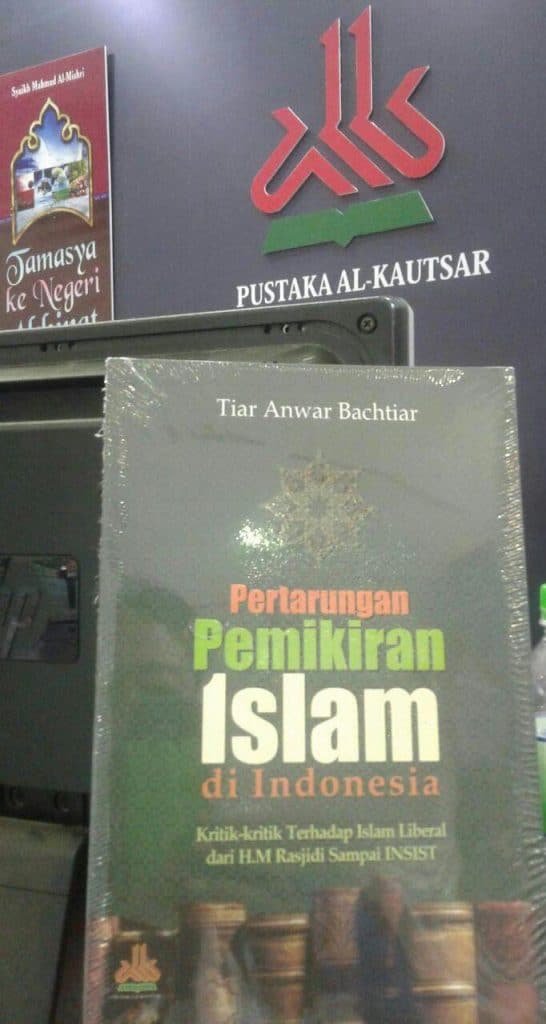 Syaikh Mahmud Al-Mishri
Tamasya
ke Negeri
Akhirat
PUSTAKA AL-KAUTSAR
Tiar Anwar Bachtiar
Pertarungan
Pemikiran
Islam
di Indonesia
Kritik-kritik Terhadap Islam Liberal
dari H.M Rasjidi Sampai INSIST